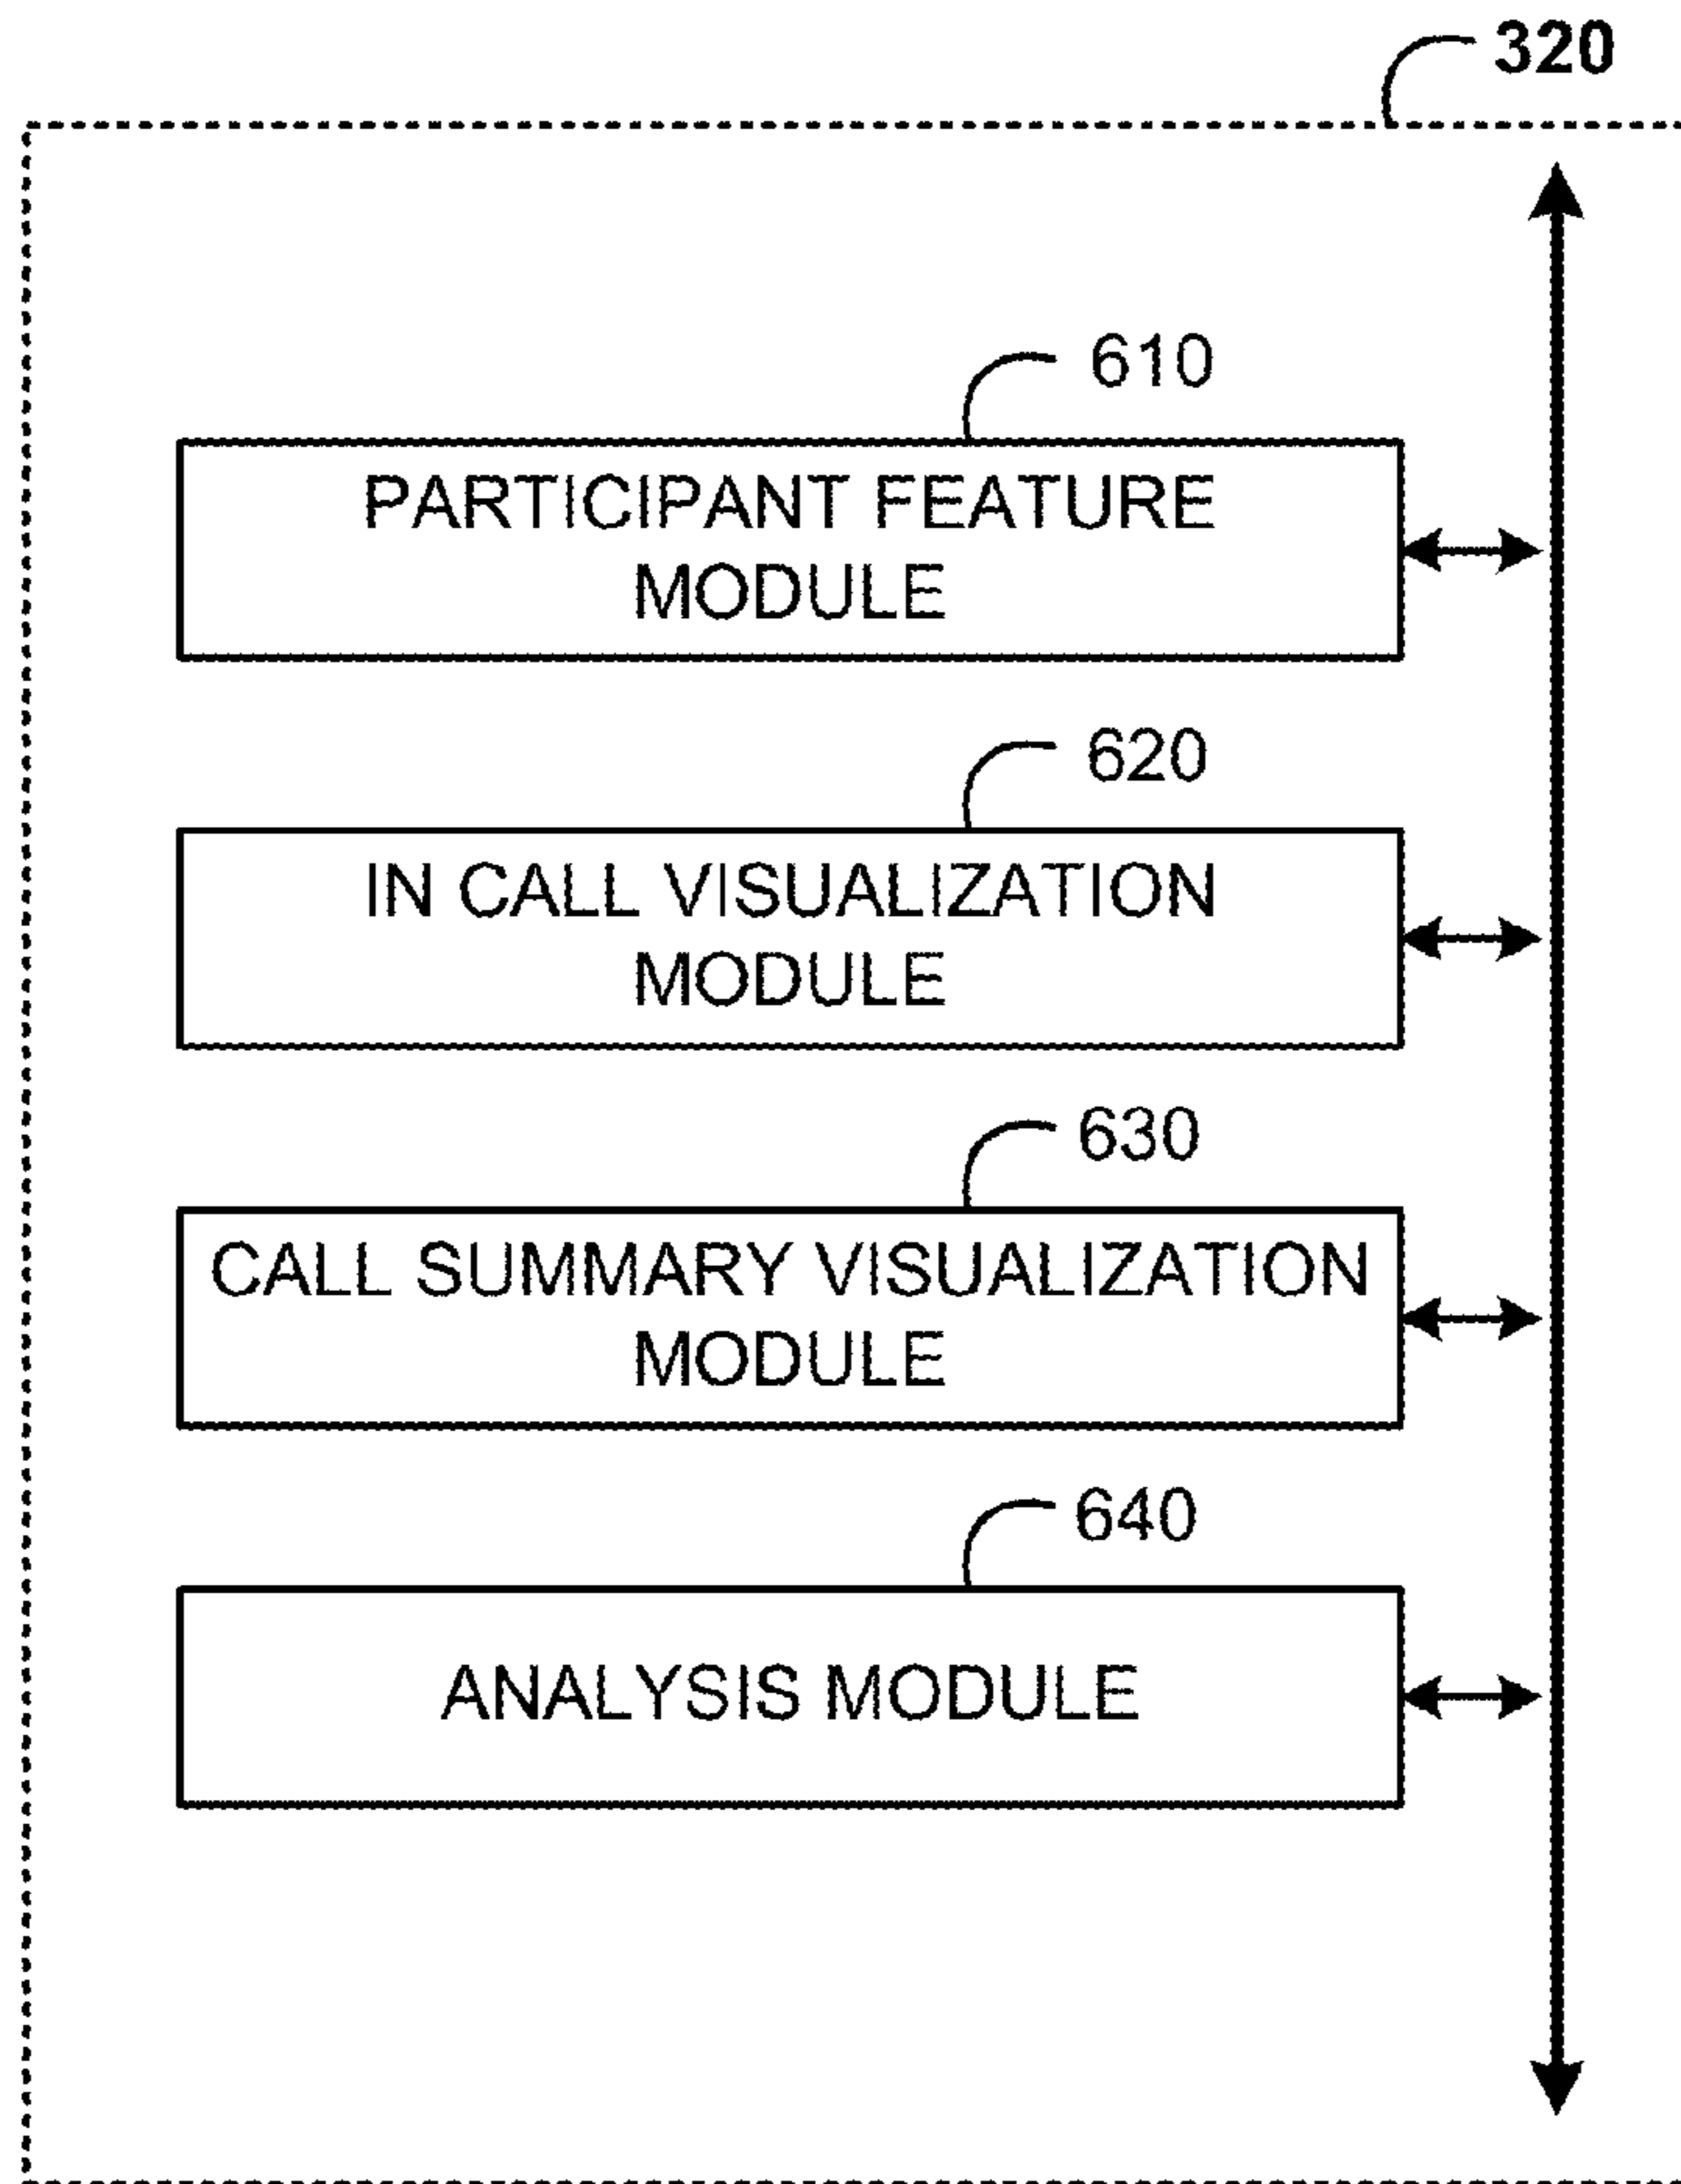 320
610
PARTICIPANT FEATURE
MODULE
620
IN CALL VISUALIZATION
MODULE
630
CALL SUMMARY VISUALIZATION
MODULE
640
ANALYSIS MODULE